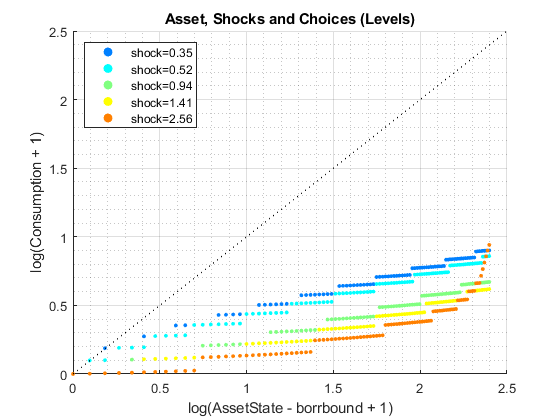 Asset, Shocks and Choices (Levels)
2.5
2
1.5
1
0.5
0
log(Consumption + 1)
shock=0.35
shock=0.52
shock=0.94
shock=1.41
shock=2.56
0
0.5
1
1.5
2
2.5
log(AssetState - borrbound + 1)